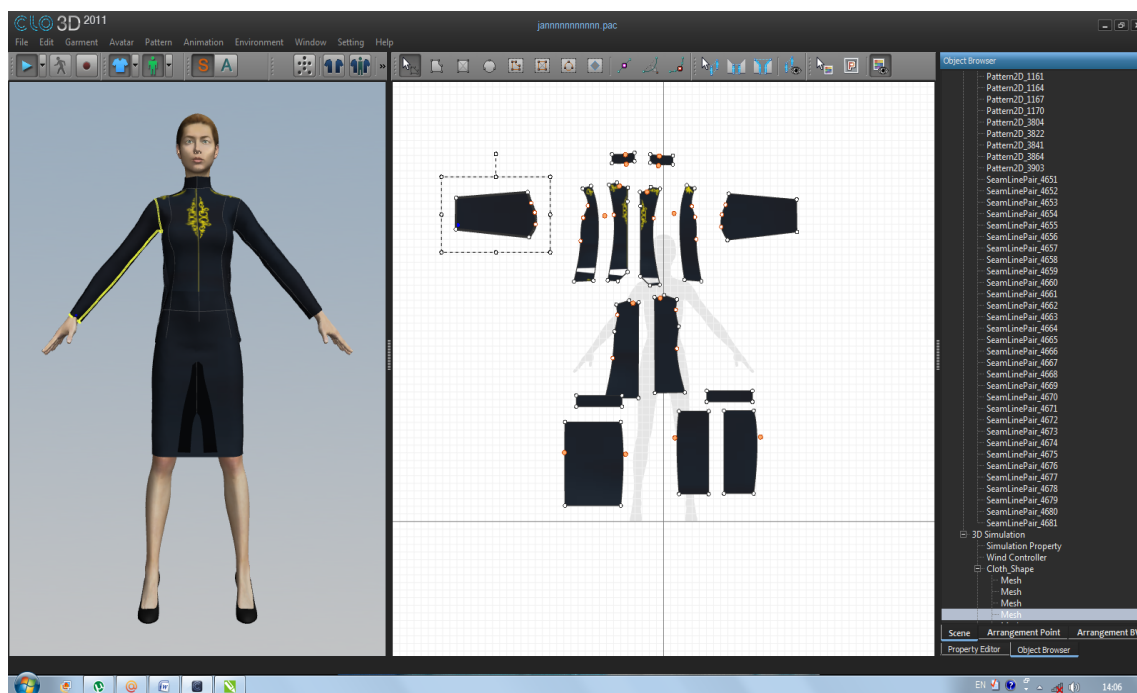 CLO 3D 2011
jannnnnnnnnnn.pac
File Edit Garment Avatar Pattern Animation Environment Window Setting Help
S A
Object Browser
Pattern2D_1161
Pattern2D_1164
Pattern2D_1167
Pattern2D_1170
Pattern2D_3804
Pattern2D_3822
Pattern2D_3841
Pattern2D_3864
Pattern2D_3903
SeamLinePair_4651
SeamLinePair_4652
SeamLinePair_4653
SeamLinePair_4654
SeamLinePair_4655
SeamLinePair_4656
SeamLinePair_4657
SeamLinePair_4658
SeamLinePair_4659
SeamLinePair_4660
SeamLinePair_4661
SeamLinePair_4662
SeamLinePair_4663
SeamLinePair_4664
SeamLinePair_4665
SeamLinePair_4666
SeamLinePair_4667
SeamLinePair_4668
SeamLinePair_4669
SeamLinePair_4670
SeamLinePair_4671
SeamLinePair_4672
SeamLinePair_4673
SeamLinePair_4674
SeamLinePair_4675
SeamLinePair_4676
SeamLinePair_4677
SeamLinePair_4678
SeamLinePair_4679
SeamLinePair_4680
SeamLinePair_4681
3D Simulation
Simulation Property
Wind Controller
Cloth_Shape
Mesh
Mesh
Mesh
Mesh
Scene Arrangement Point Arrangement BV
Property Editor Object Browser
EN 14:06